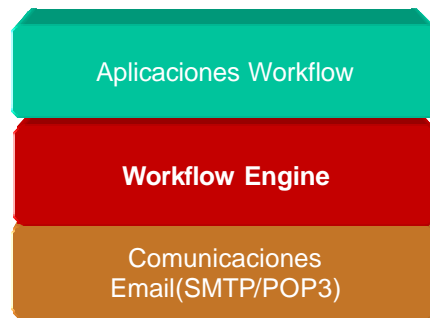 Aplicaciones Workflow
Workflow Engine
Comunicaciones
Email(SMTP/POP3)